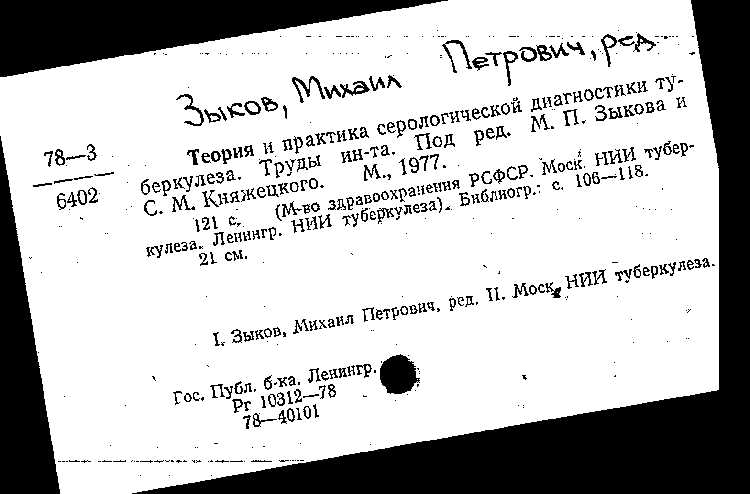 Зыков, Михаил Петрович, ред.
78—3
6402
Теория и практика серологической диагностики ту-
беркулеза. Труды ин-та. Под ред. М. П. Зыкова и
С. М. Княжецкого. М., 1977.
121 с. (М-во здравоохранения РСФСР. Моск. НИИ тубер-
кулеза. Ленингр. НИИ туберкулеза). Библиогр.: с. 106—118.
21 см.
I. Зыков, Михаил Петрович, ред. II. Моск. НИИ туберкулеза.
Гос. Публ. б-ка. Ленингр.
Рг 10312—78
78—40101